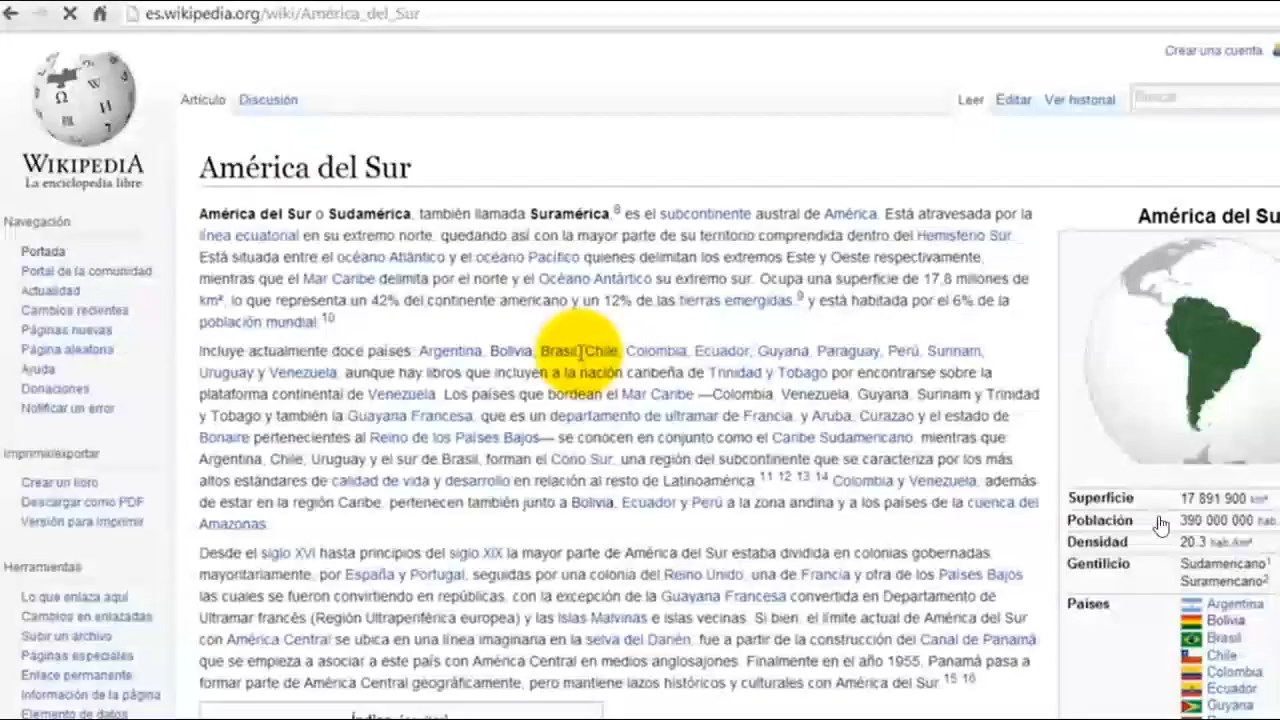 es.wikipedia.org/wiki/América_del_Sur
Crear una cuenta
Artículo Discusión Leer Editar Ver historial Buscar
WIKIPEDIA
La enciclopedia libre
América del Sur
América del Sur o Sudamérica, también llamada Suramérica,8 es el subcontinente austral de América. Está atravesada por la
línea ecuatorial en su extremo norte, quedando así con la mayor parte de su territorio comprendida dentro del Hemisferio Sur.
Está situada entre el océano Atlántico y el océano Pacífico quienes delimitan los extremos Este y Oeste respectivamente,
mientras que el Mar Caribe delimita por el norte y el Océano Antártico su extremo sur. Ocupa una superficie de 17,8 millones de
km², lo que representa un 42% del continente americano y un 12% de las tierras emergidas,9 y está habitada por el 6% de la
población mundial.10
Incluye actualmente doce países: Argentina, Bolivia, Brasil, Chile, Colombia, Ecuador, Guyana, Paraguay, Perú, Surinam,
Uruguay y Venezuela, aunque hay libros que incluyen a la nación caribeña de Trinidad y Tobago por encontrarse sobre la
plataforma continental de Venezuela. Los países que bordean el Mar Caribe —Colombia, Venezuela, Guyana, Surinam y Trinidad
y Tobago y también la Guayana Francesa, que es un departamento de ultramar de Francia, y Aruba, Curazao y el estado de
Bonaire pertenecientes al Reino de los Países Bajos— se conocen en conjunto como el Caribe Sudamericano, mientras que
Argentina, Chile, Uruguay y el sur de Brasil, forman el Cono Sur, una región del subcontinente que se caracteriza por los más
altos estándares de calidad de vida y desarrollo en relación al resto de Latinoamérica.11 12 13 14 Colombia y Venezuela, además
de estar en la región Caribe, pertenecen también junto a Bolivia, Ecuador y Perú a la zona andina y a los países de la cuenca del
Amazonas.
Desde el siglo XVI hasta principios del siglo XIX la mayor parte de América del Sur estaba dividida en colonias gobernadas
mayoritariamente, por España y Portugal, seguidas por una colonia del Reino Unido, una de Francia y otra de los Países Bajos
las cuales se fueron convirtiendo en repúblicas, con la excepción de la Guayana Francesa convertida en Departamento de
Ultramar francês (Región Ultraperiférica europea) y las Islas Malvinas e islas vecinas. Si bien, el límite actual de América del Sur
con América Central se ubica en una línea imaginaria en la selva del Darién, fue a partir de la construcción del Canal de Panamá
que se empieza a asociar a este país con América Central en medios anglosajones. Finalmente en el año 1955, Panamá pasa a
formar parte de América Central geográficamente, pero mantiene lazos históricos y culturales con América del Sur.15 16
Navegación
Portada
Portal de la comunidad
Actualidad
Cambios recientes
Páginas nuevas
Página aleatoria
Ayuda
Donaciones
Notificar un error
Imprimir/exportar
Crear un libro
Descargar como PDF
Versión para imprimir
Herramientas
Lo que enlaza aquí
Cambios en enlazadas
Subir un archivo
Páginas especiales
Enlace permanente
Información de la página
Elemento de datos
América del Su
Superficie 17 891 900 km²
Población 390 000 000 hab
Densidad 20.3 hab/km²
Gentilicio Sudamericano1
Suramericano2
Países Argentina
Bolivia
Brasil
Chile
Colombia
Ecuador
Guyana